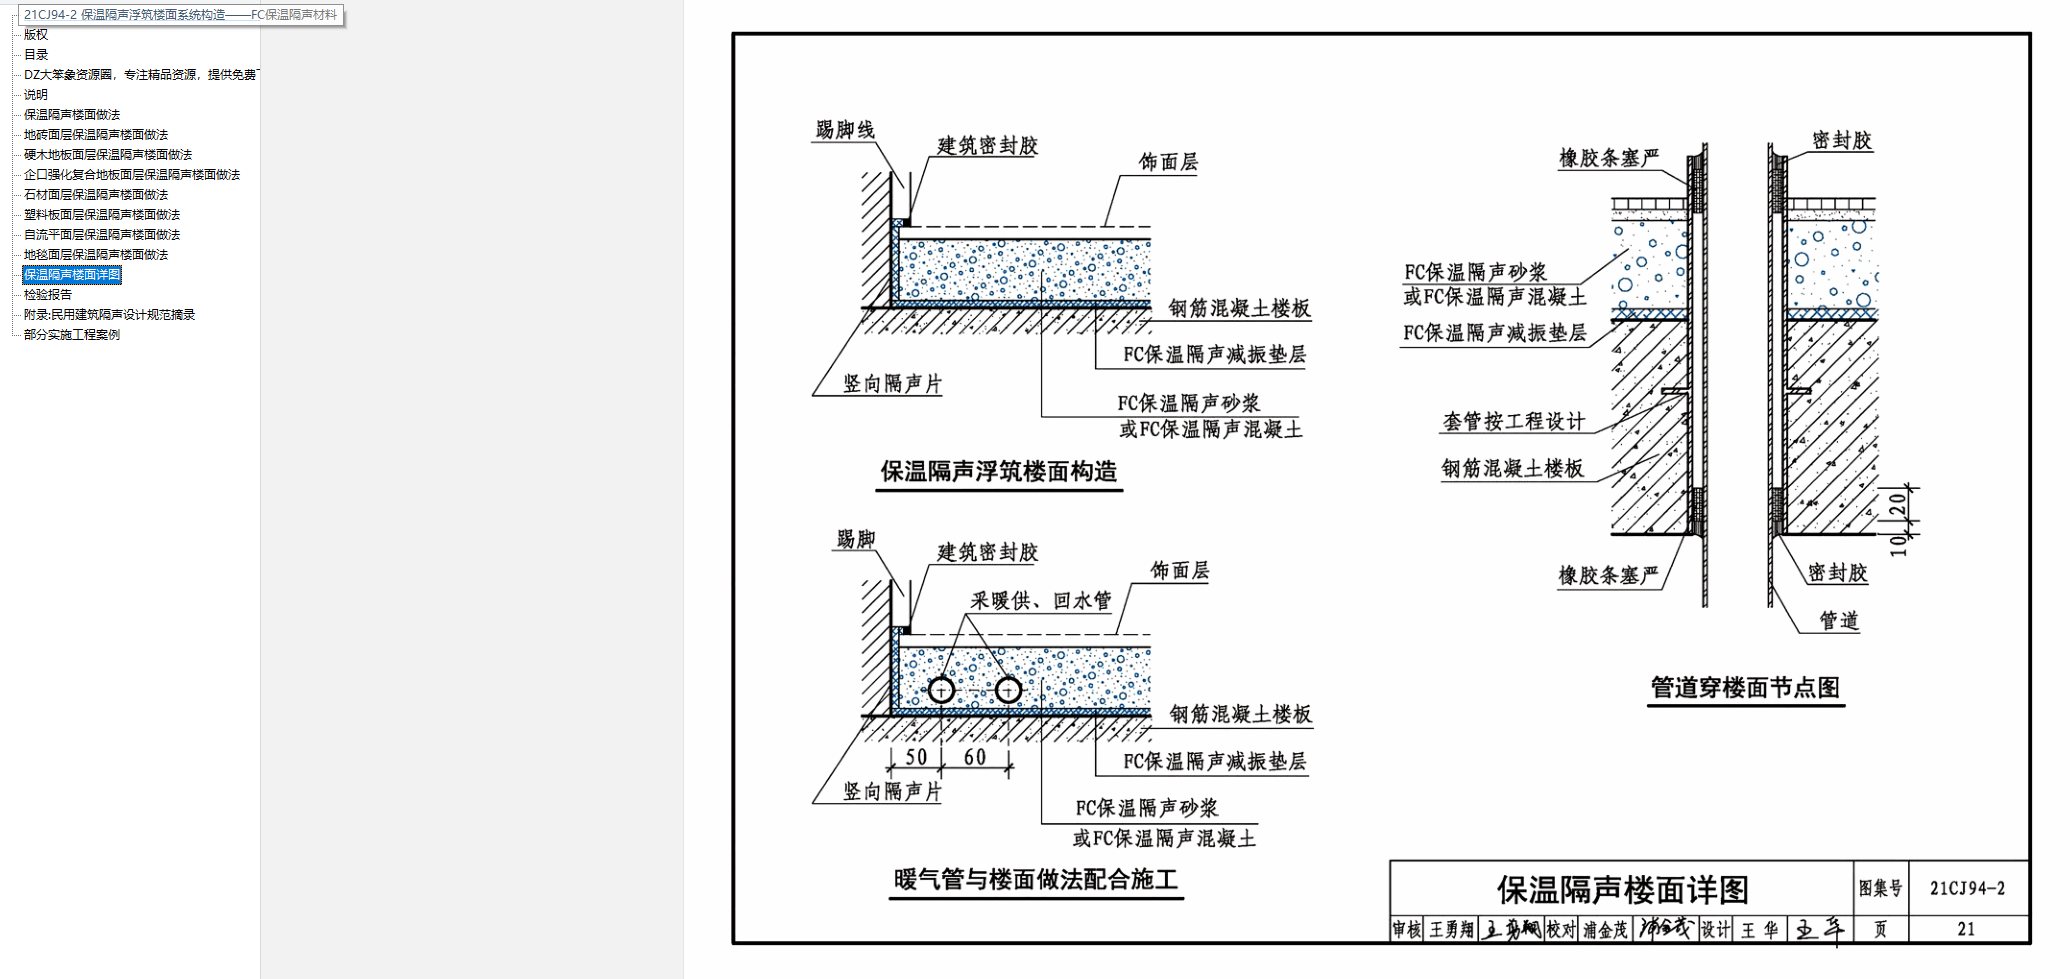 21CJ94-2 保温隔声浮筑楼面系统构造——FC保温隔声材料
版权
目录
DZ大笨象资源圈，专注精品资源，提供免费
说明
保温隔声楼面做法
地砖面层保温隔声楼面做法
硬木地板面层保温隔声楼面做法
企口强化复合地板面层保温隔声楼面做法
石材面层保温隔声楼面做法
塑料板面层保温隔声楼面做法
自流平面层保温隔声楼面做法
地毯面层保温隔声楼面做法
保温隔声楼面详图
检验报告
附录:民用建筑隔声设计规范摘录
部分实施工程案例
踢脚线
建筑密封胶
饰面层
钢筋混凝土楼板
FC保温隔声减振垫层
竖向隔声片
FC保温隔声砂浆
或FC保温隔声混凝土
保温隔声浮筑楼面构造
踢脚
建筑密封胶
饰面层
采暖供、回水管
钢筋混凝土楼板
50
60
FC保温隔声减振垫层
竖向隔声片
FC保温隔声砂浆
或FC保温隔声混凝土
暖气管与楼面做法配合施工
密封胶
橡胶条塞严
FC保温隔声砂浆
或FC保温隔声混凝土
FC保温隔声减振垫层
套管按工程设计
钢筋混凝土楼板
20
10
橡胶条塞严
密封胶
管道
管道穿楼面节点图
保温隔声楼面详图
图集号
21CJ94-2
审核 王勇翔 王勇翔 校对 浦金茂 浦金茂 设计 王 华 王华
页
21